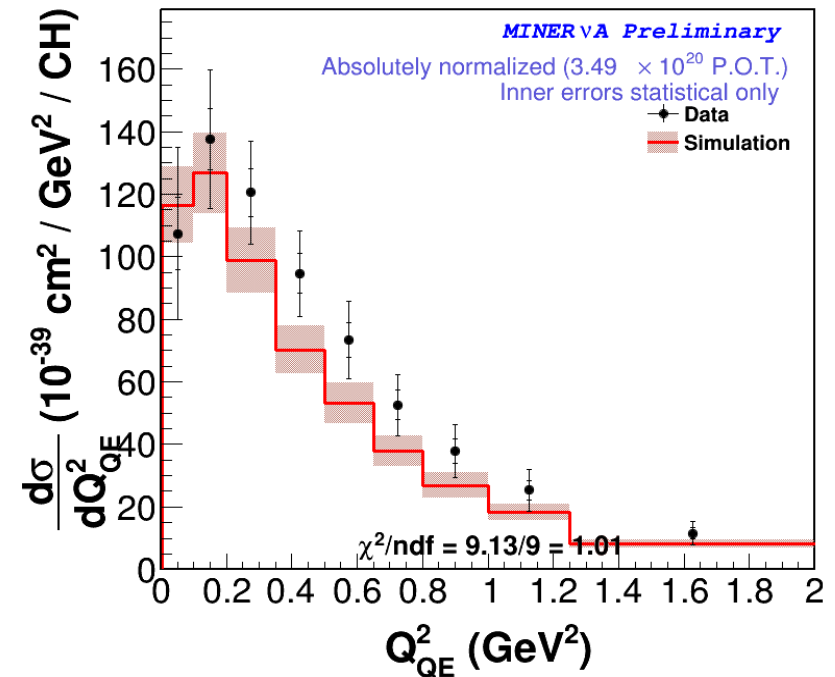 MINERνA Preliminary
Absolutely normalized (3.49 × 10²⁰ P.O.T.)
Inner errors statistical only
Data
Simulation
160
140
120
100
80
60
40
20
0
dσ/dQ²_QE (10⁻³⁹ cm² / GeV² / CH)
χ²/ndf = 9.13/9 = 1.01
0 0.2 0.4 0.6 0.8 1 1.2 1.4 1.6 1.8 2
Q²_QE (GeV²)